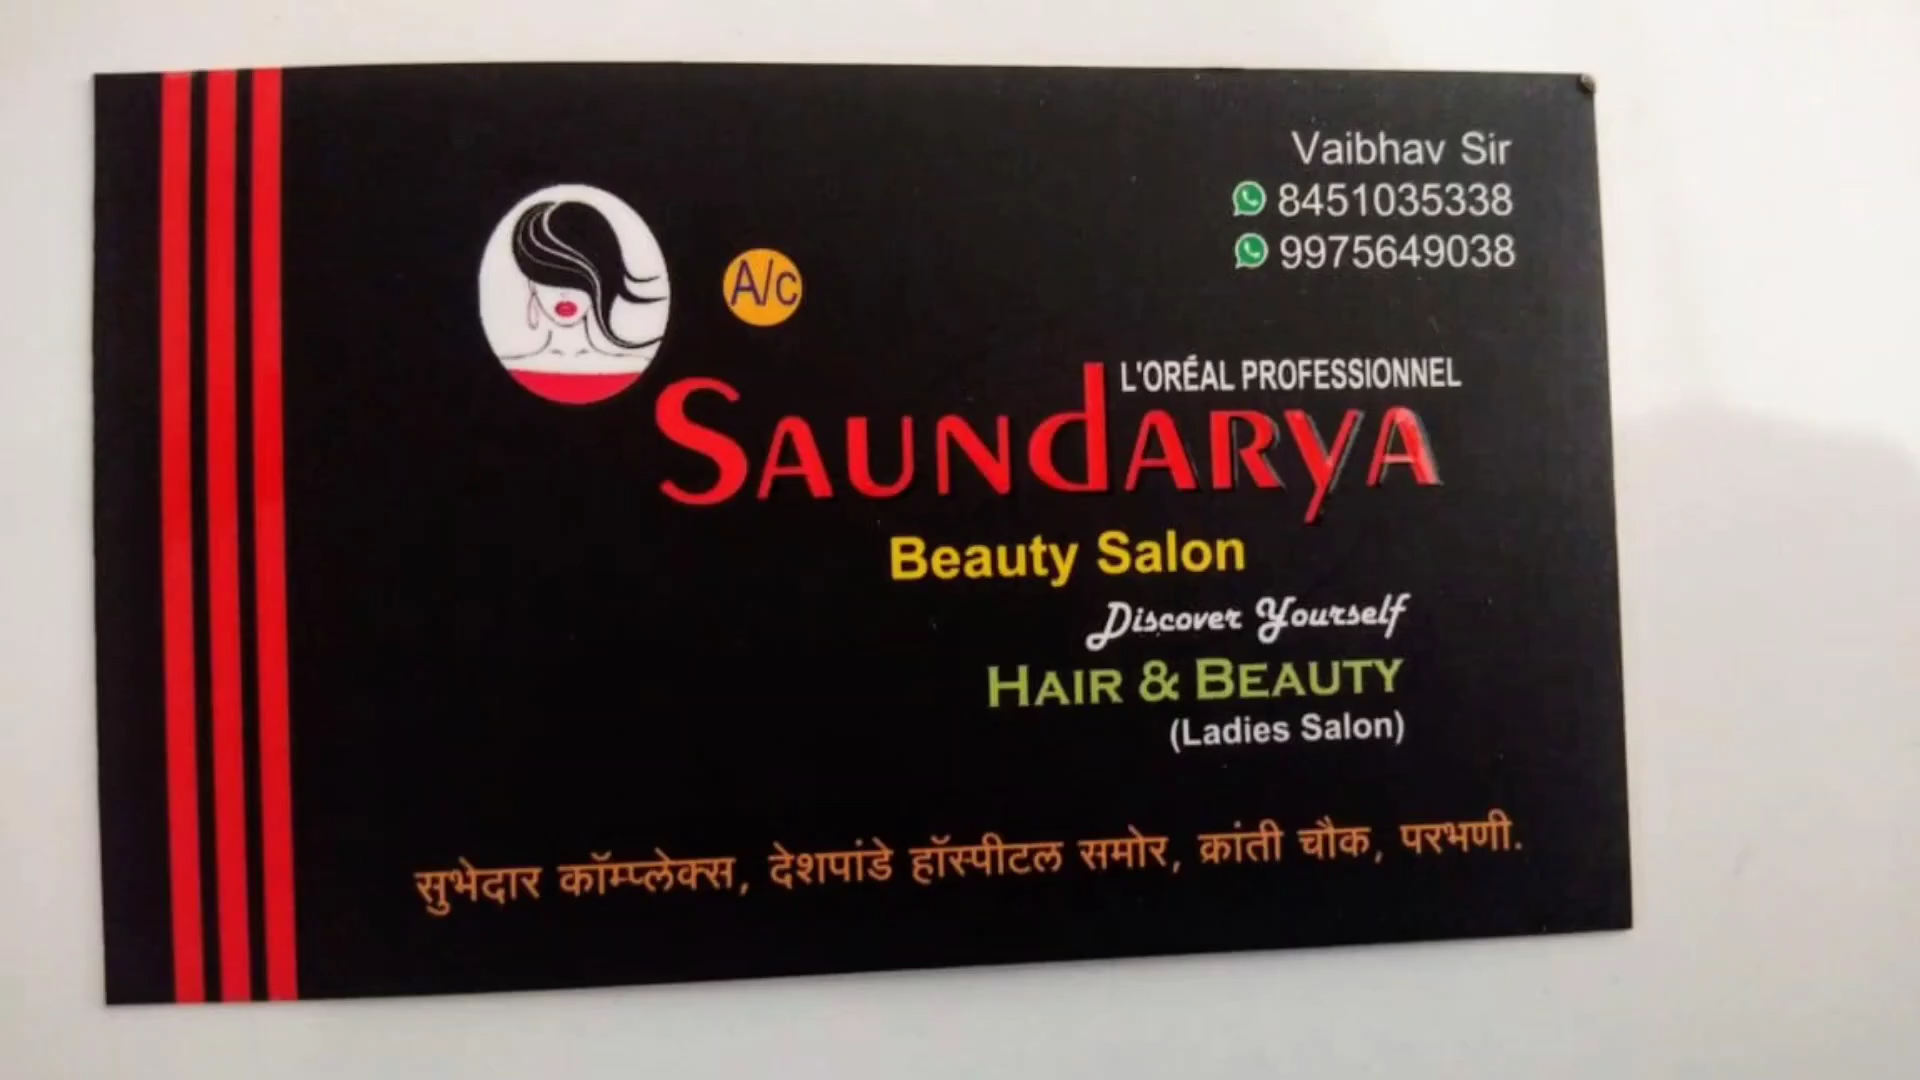 Vaibhav Sir
8451035338
9975649038
A/c
L'ORÉAL PROFESSIONNEL
SAUNdARyA
Beauty Salon
Discover Yourself
HAIR & BEAUTY
(Ladies Salon)
सुभेदार कॉम्प्लेक्स, देशपांडे हॉस्पीटल समोर, क्रांती चौक, परभणी.